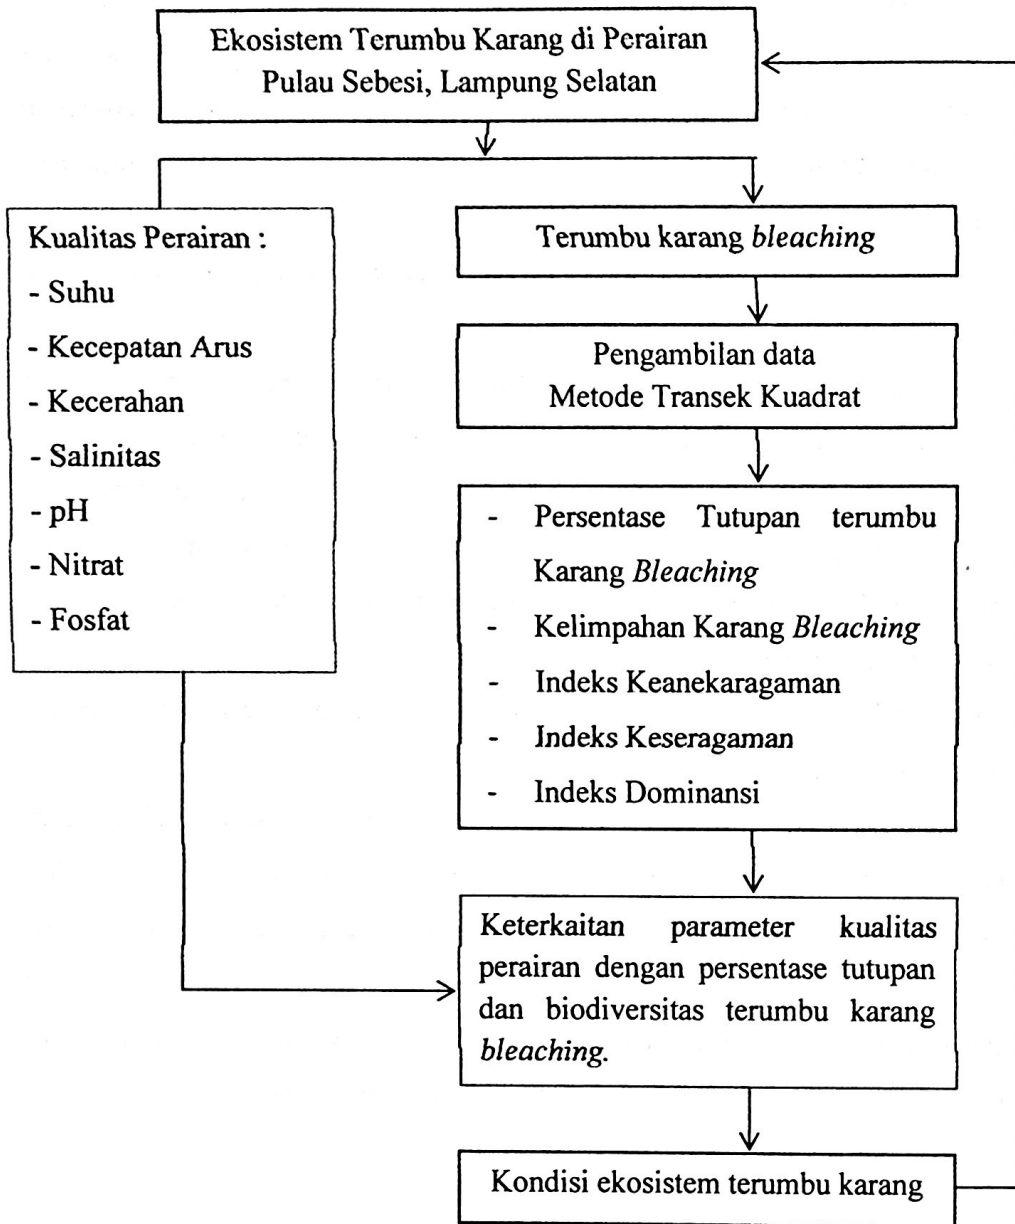 Ekosistem Terumbu Karang di Perairan
Pulau Sebesi, Lampung Selatan
Kualitas Perairan :
- Suhu
- Kecepatan Arus
- Kecerahan
- Salinitas
- pH
- Nitrat
- Fosfat
Terumbu karang bleaching
Pengambilan data
Metode Transek Kuadrat
- Persentase Tutupan terumbu
Karang Bleaching
- Kelimpahan Karang Bleaching
- Indeks Keanekaragaman
- Indeks Keseragaman
- Indeks Dominansi
Keterkaitan parameter kualitas
perairan dengan persentase tutupan
dan biodiversitas terumbu karang
bleaching.
Kondisi ekosistem terumbu karang